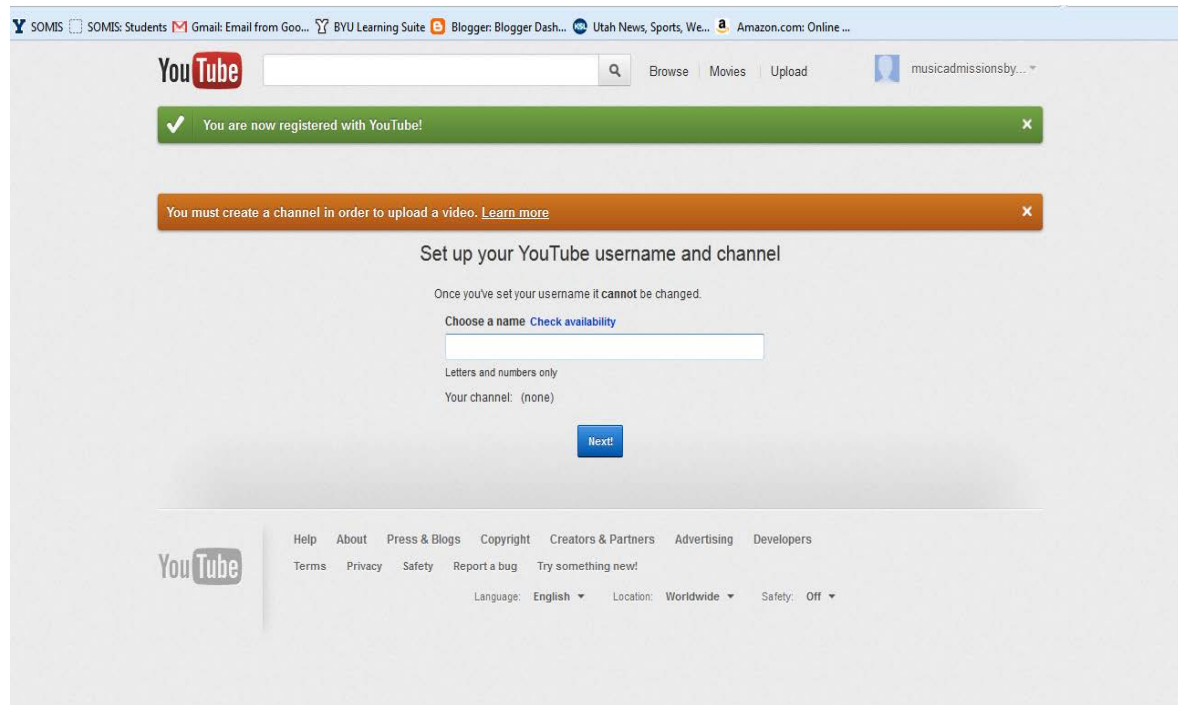 Y SOMIS SOMIS: Students Gmail: Email from Goo... Y BYU Learning Suite B Blogger: Blogger Dash... KSL Utah News, Sports, We... a Amazon.com: Online ...
YouTube Browse Movies Upload musicadmissionsby...
You are now registered with YouTube!
You must create a channel in order to upload a video. Learn more
Set up your YouTube username and channel
Once you've set your username it cannot be changed.
Choose a name Check availability
Letters and numbers only
Your channel: (none)
Next!
Help About Press & Blogs Copyright Creators & Partners Advertising Developers
YouTube Terms Privacy Safety Report a bug Try something new!
Language: English Location: Worldwide Safety: Off